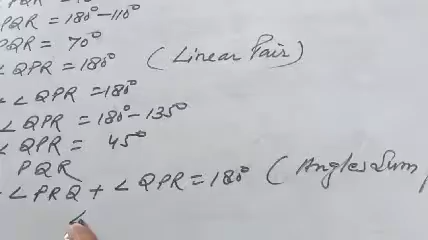 PQR = 180° - 110°
PQR = 70°
∠ QPR = 180° (Linear Pair)
+ ∠ QPR = 180°
∠ QPR = 180° - 135°
∠ QPR = 45°
PQR
∠ PRQ + ∠ QPR = 180° (Angles Sum
∠